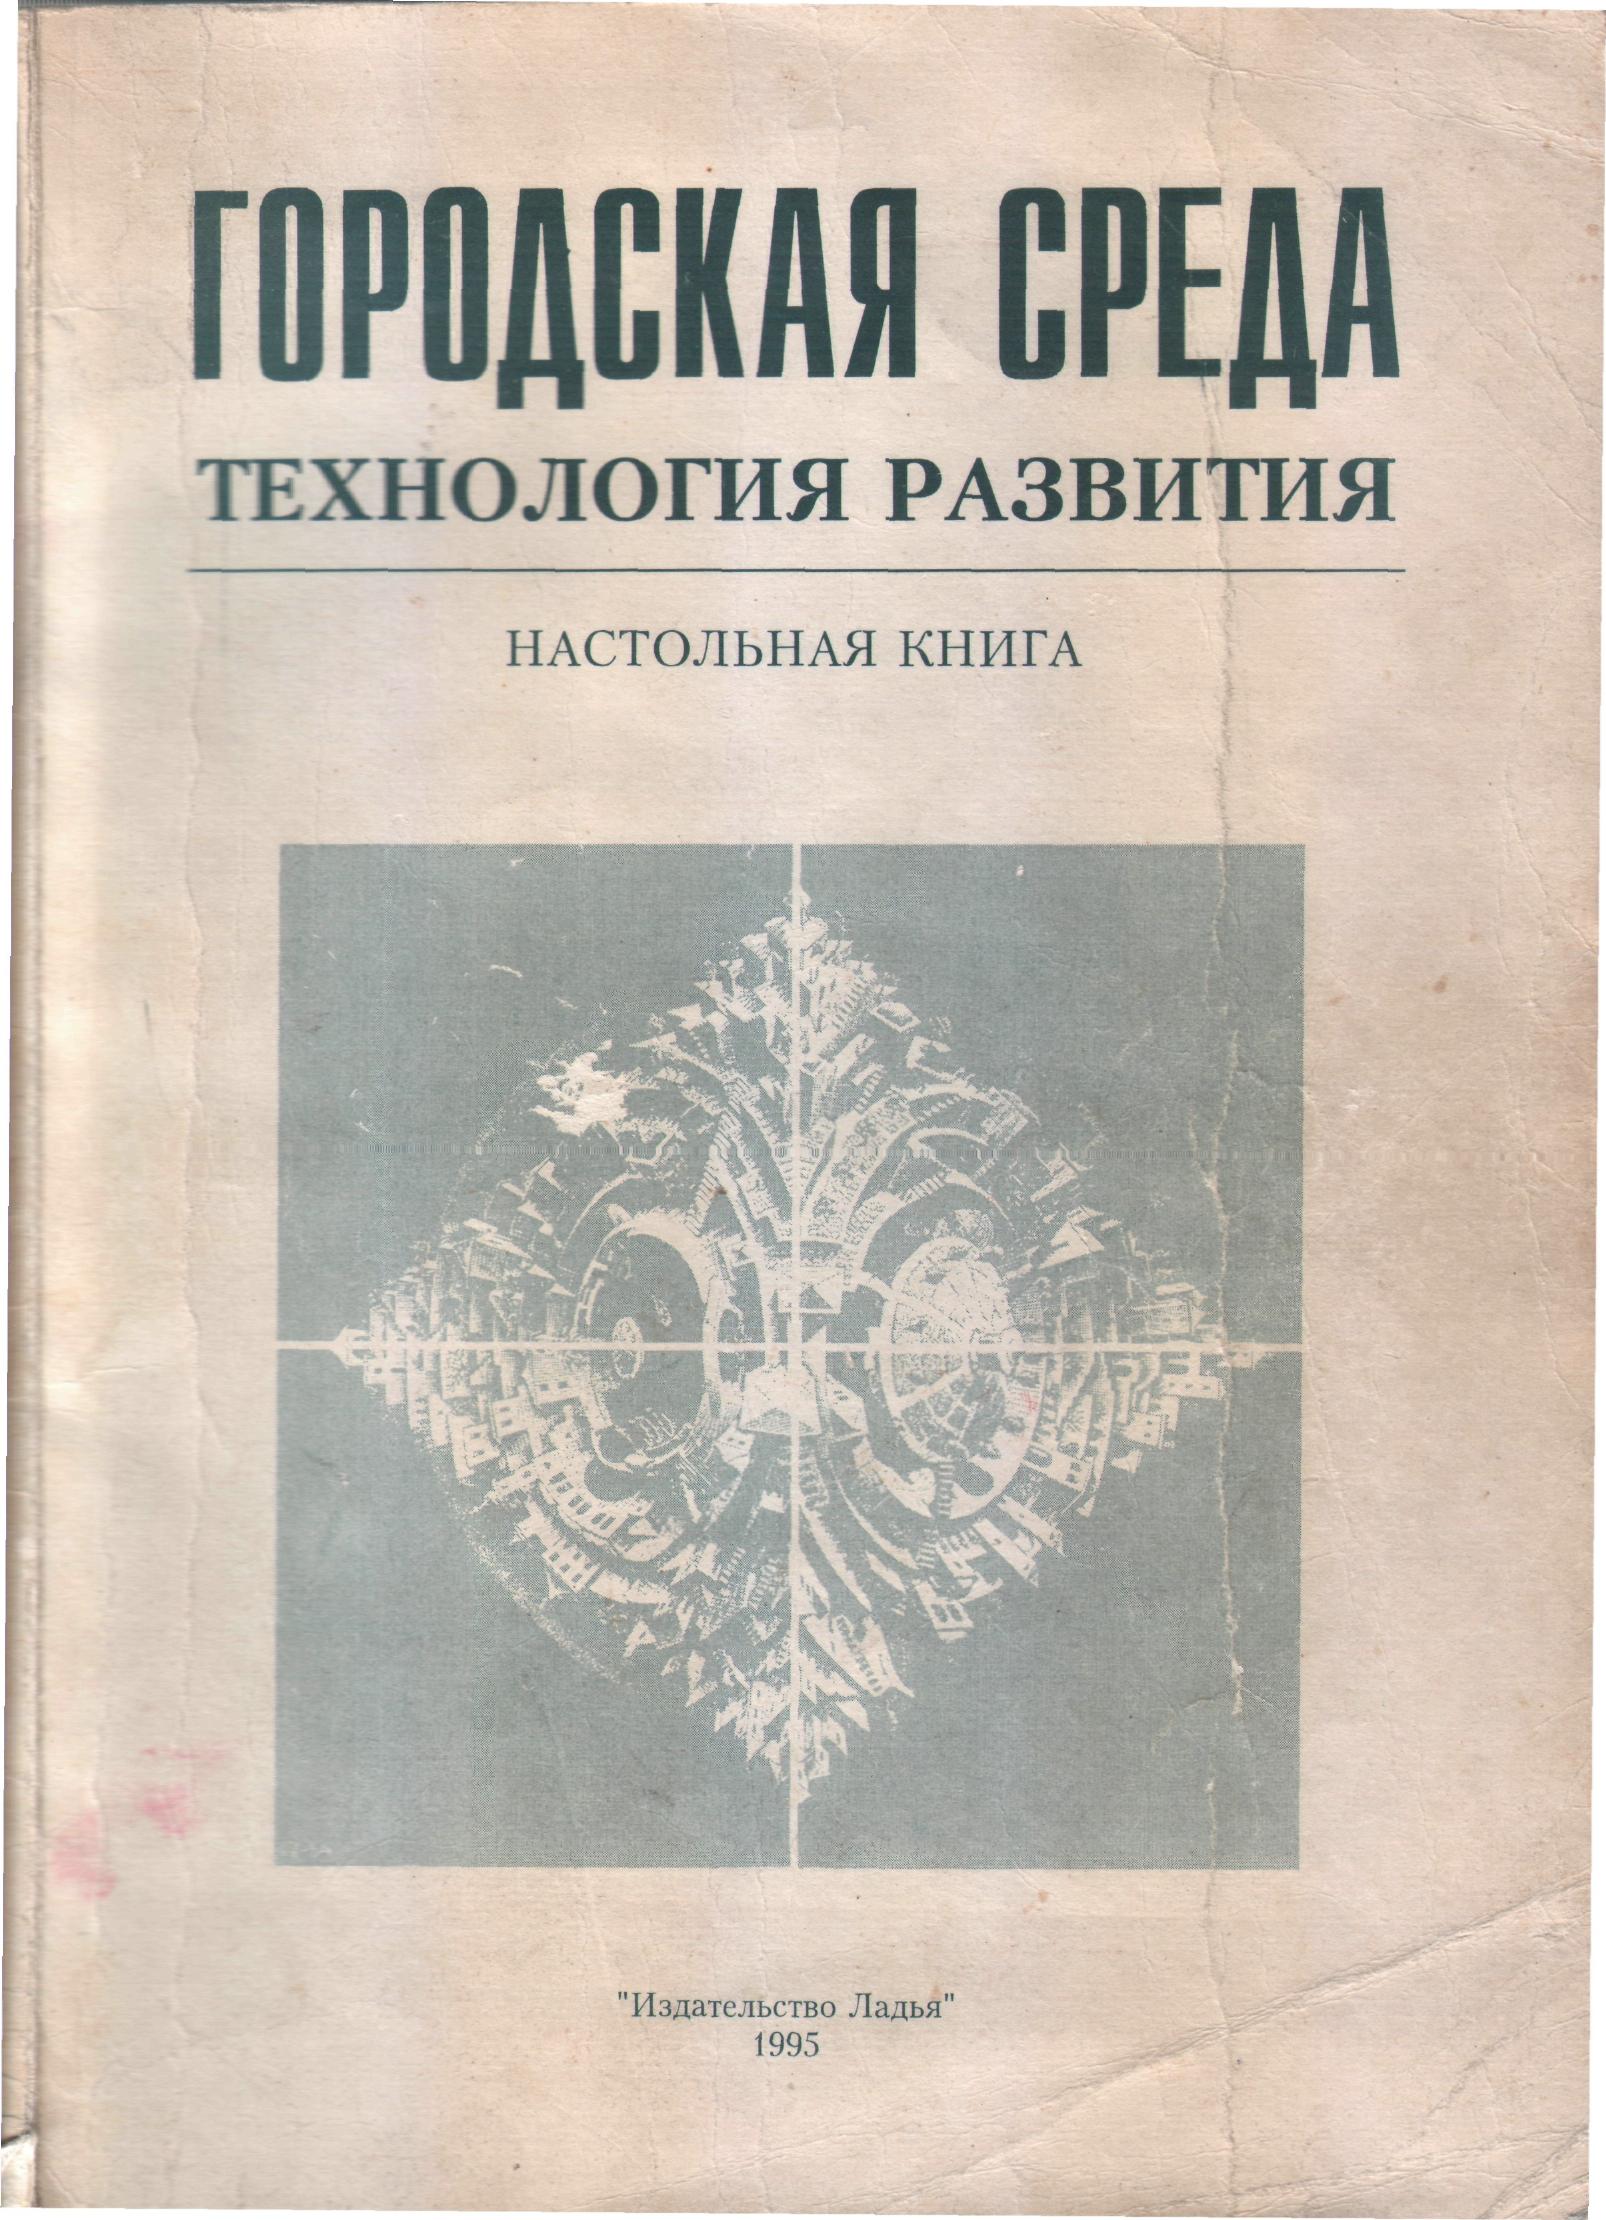 ГОРОДСКАЯ СРЕДА
ТЕХНОЛОГИЯ РАЗВИТИЯ
НАСТОЛЬНАЯ КНИГА
"Издательство Ладья"
1995